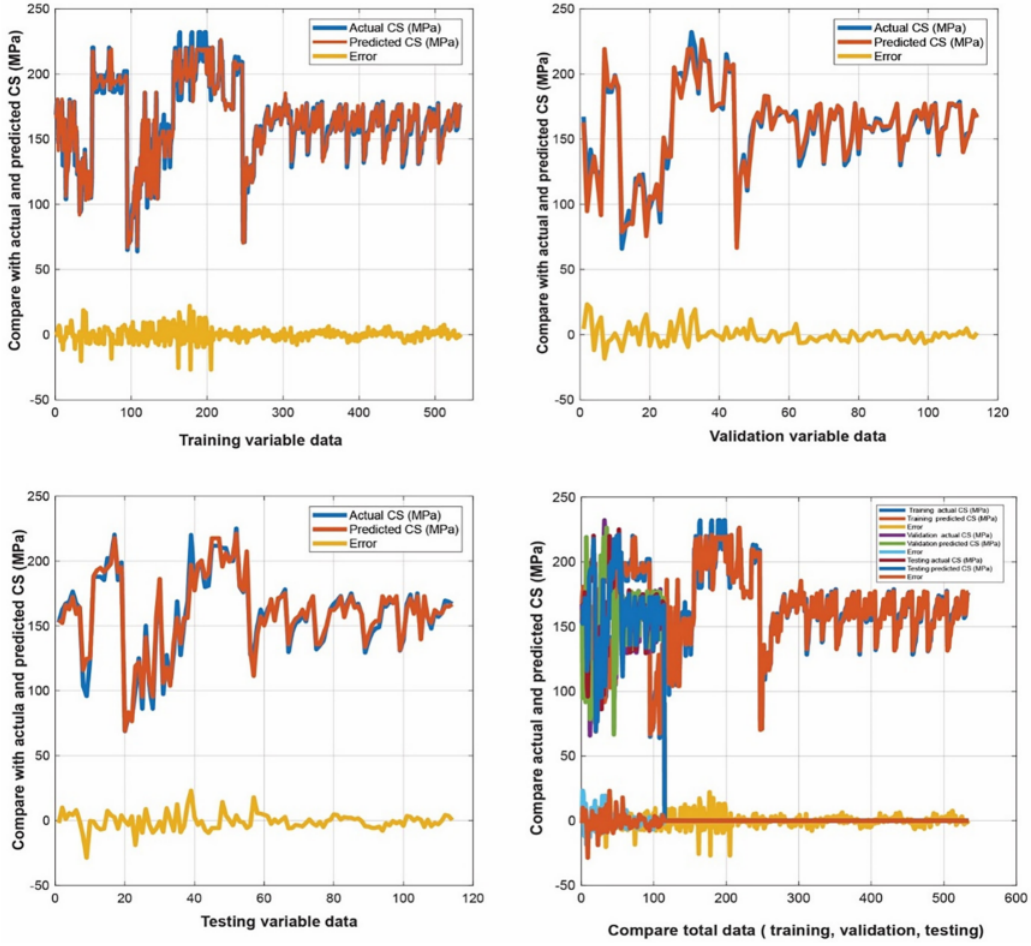 Compare with actual and predicted CS (MPa)
250
200
150
100
50
0
-50
Actual CS (MPa)
Predicted CS (MPa)
Error
0
100
200
300
400
500
Training variable data
Compare with actual and predicted CS (MPa)
250
200
150
100
50
0
-50
Actual CS (MPa)
Predicted CS (MPa)
Error
0
20
40
60
80
100
120
Validation variable data
Compare with actula and predicted CS (MPa)
250
200
150
100
50
0
-50
Actual CS (MPa)
Predicted CS (MPa)
Error
0
20
40
60
80
100
120
Testing variable data
Compare actual and predicted CS (MPa)
250
200
150
100
50
0
-50
Training actual CS (MPa)
Training predicted CS (MPa)
Error
Validation actual CS (MPa)
Validation predicted CS (MPa)
Error
Testing actual CS (MPa)
Testing predicted CS (MPa)
Error
0
100
200
300
400
500
600
Compare total data ( training, validation, testing)